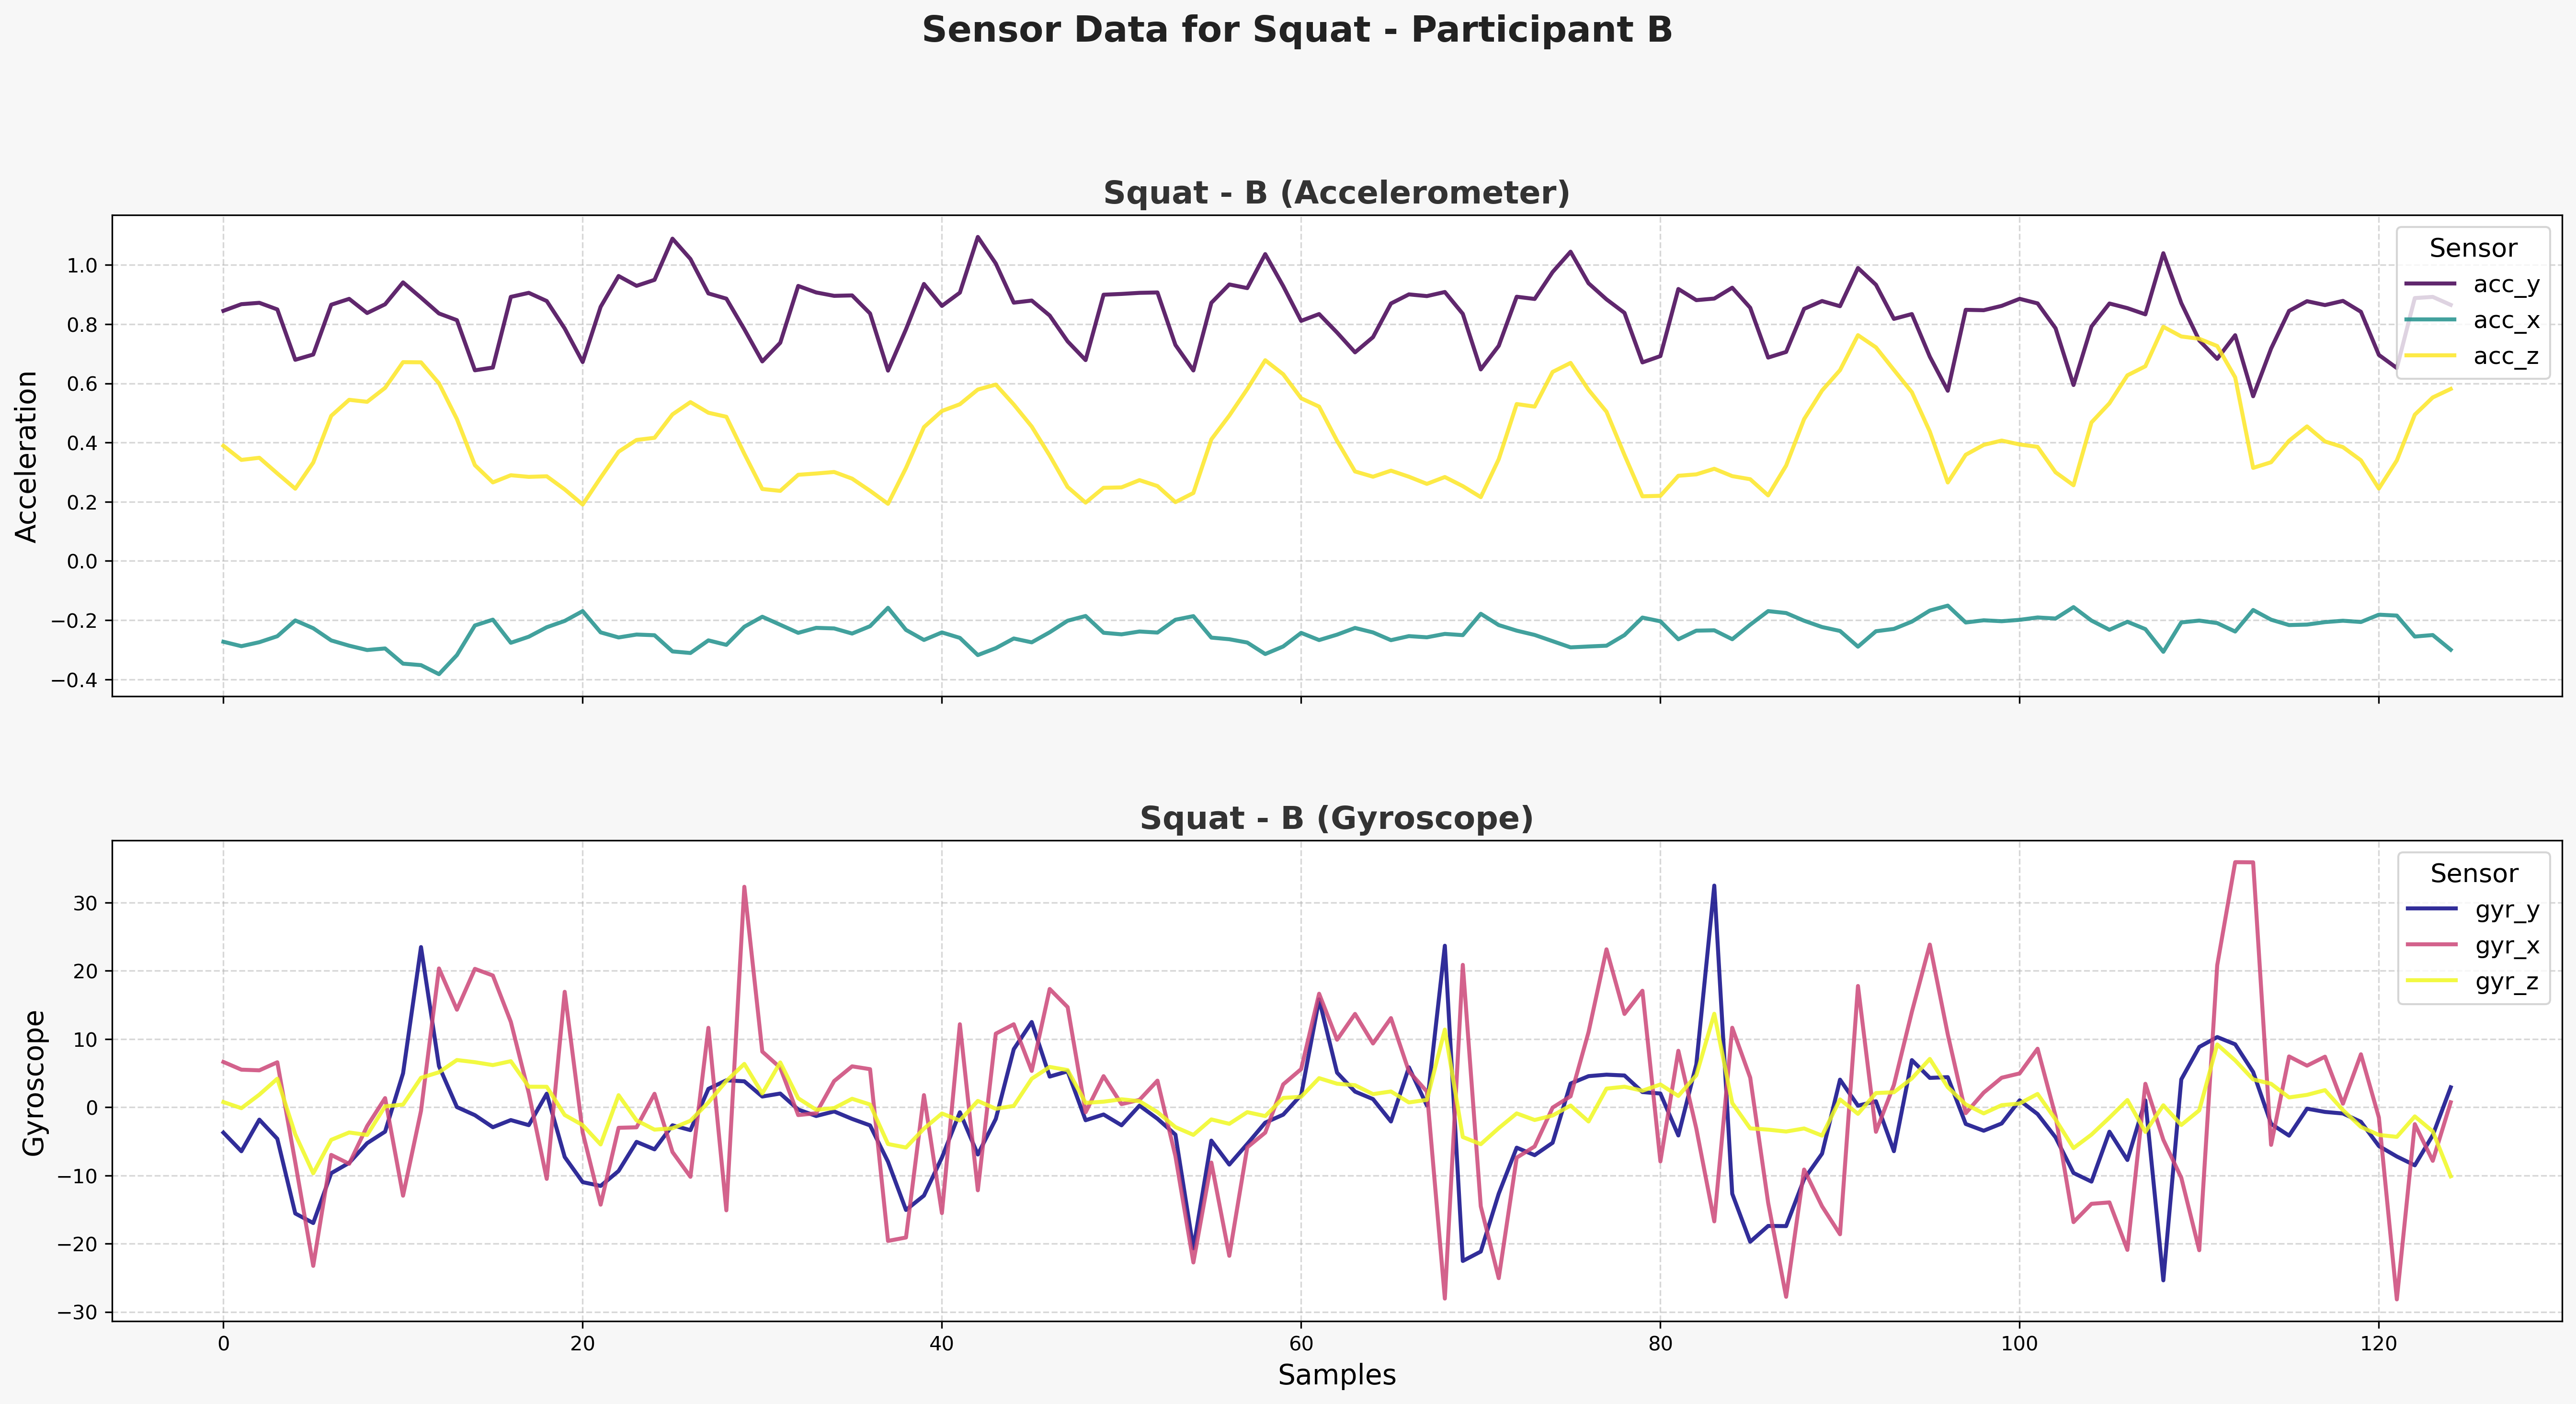 Sensor Data for Squat - Participant B
Squat - B (Accelerometer)
Acceleration
1.0
0.8
0.6
0.4
0.2
0.0
−0.2
−0.4
Sensor
acc_y
acc_x
acc_z
Squat - B (Gyroscope)
Gyroscope
30
20
10
0
−10
−20
−30
Sensor
gyr_y
gyr_x
gyr_z
0 20 40 60 80 100 120
Samples